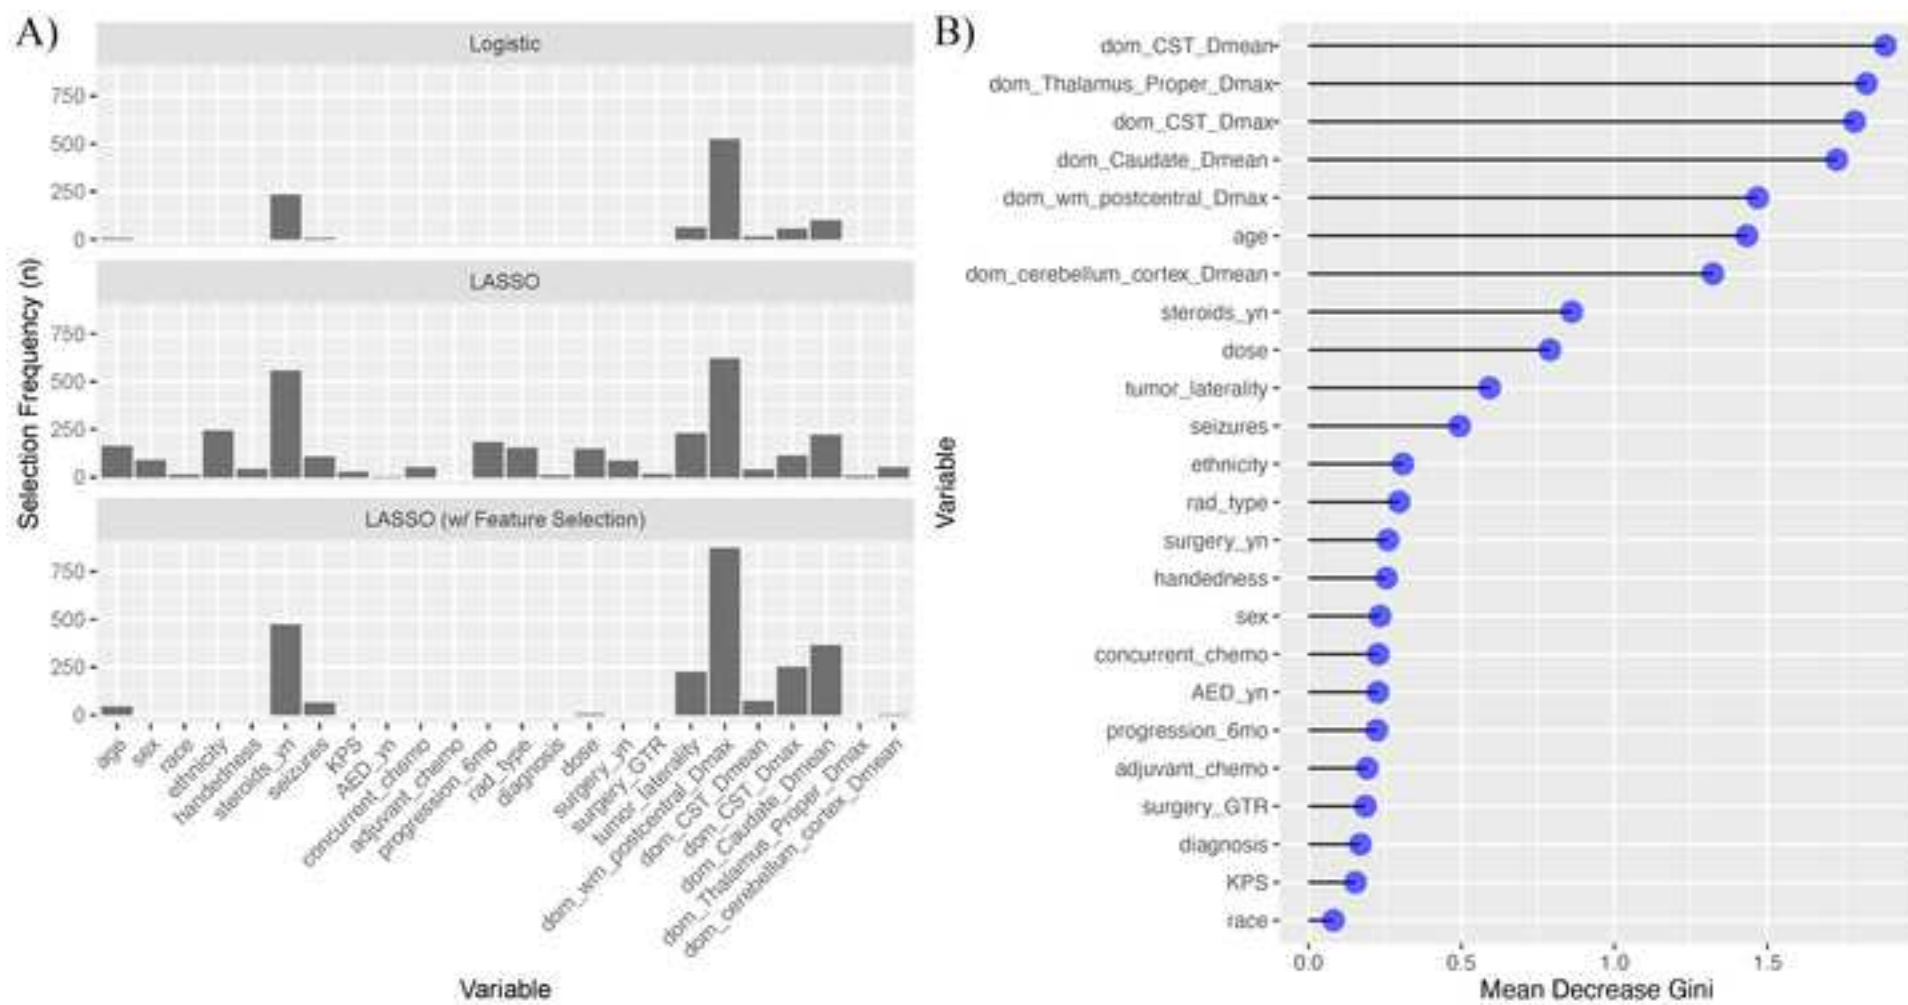 A)
Logistic
750
500
250
0
LASSO
750
500
250
0
LASSO (w/ Feature Selection)
750
500
250
0
Selection Frequency (n)
age
sex
race
ethnicity
handedness
steroids_yn
seizures
KPS
AED_yn
concurrent_chemo
adjuvant_chemo
progression_6mo
rad_type
diagnosis
dose
surgery_yn
surgery_GTR
tumor_laterality
dom_wm_postcentral_Dmax
dom_CST_Dmean
dom_CST_Dmax
dom_Caudate_Dmean
dom_Thalamus_Proper_Dmax
dom_cerebellum_cortex_Dmean
Variable
B)
Variable
dom_CST_Dmean
dom_Thalamus_Proper_Dmax
dom_CST_Dmax
dom_Caudate_Dmean
dom_wm_postcentral_Dmax
age
dom_cerebellum_cortex_Dmean
steroids_yn
dose
tumor_laterality
seizures
ethnicity
rad_type
surgery_yn
handedness
sex
concurrent_chemo
AED_yn
progression_6mo
adjuvant_chemo
surgery_GTR
diagnosis
KPS
race
0.0 0.5 1.0 1.5
Mean Decrease Gini